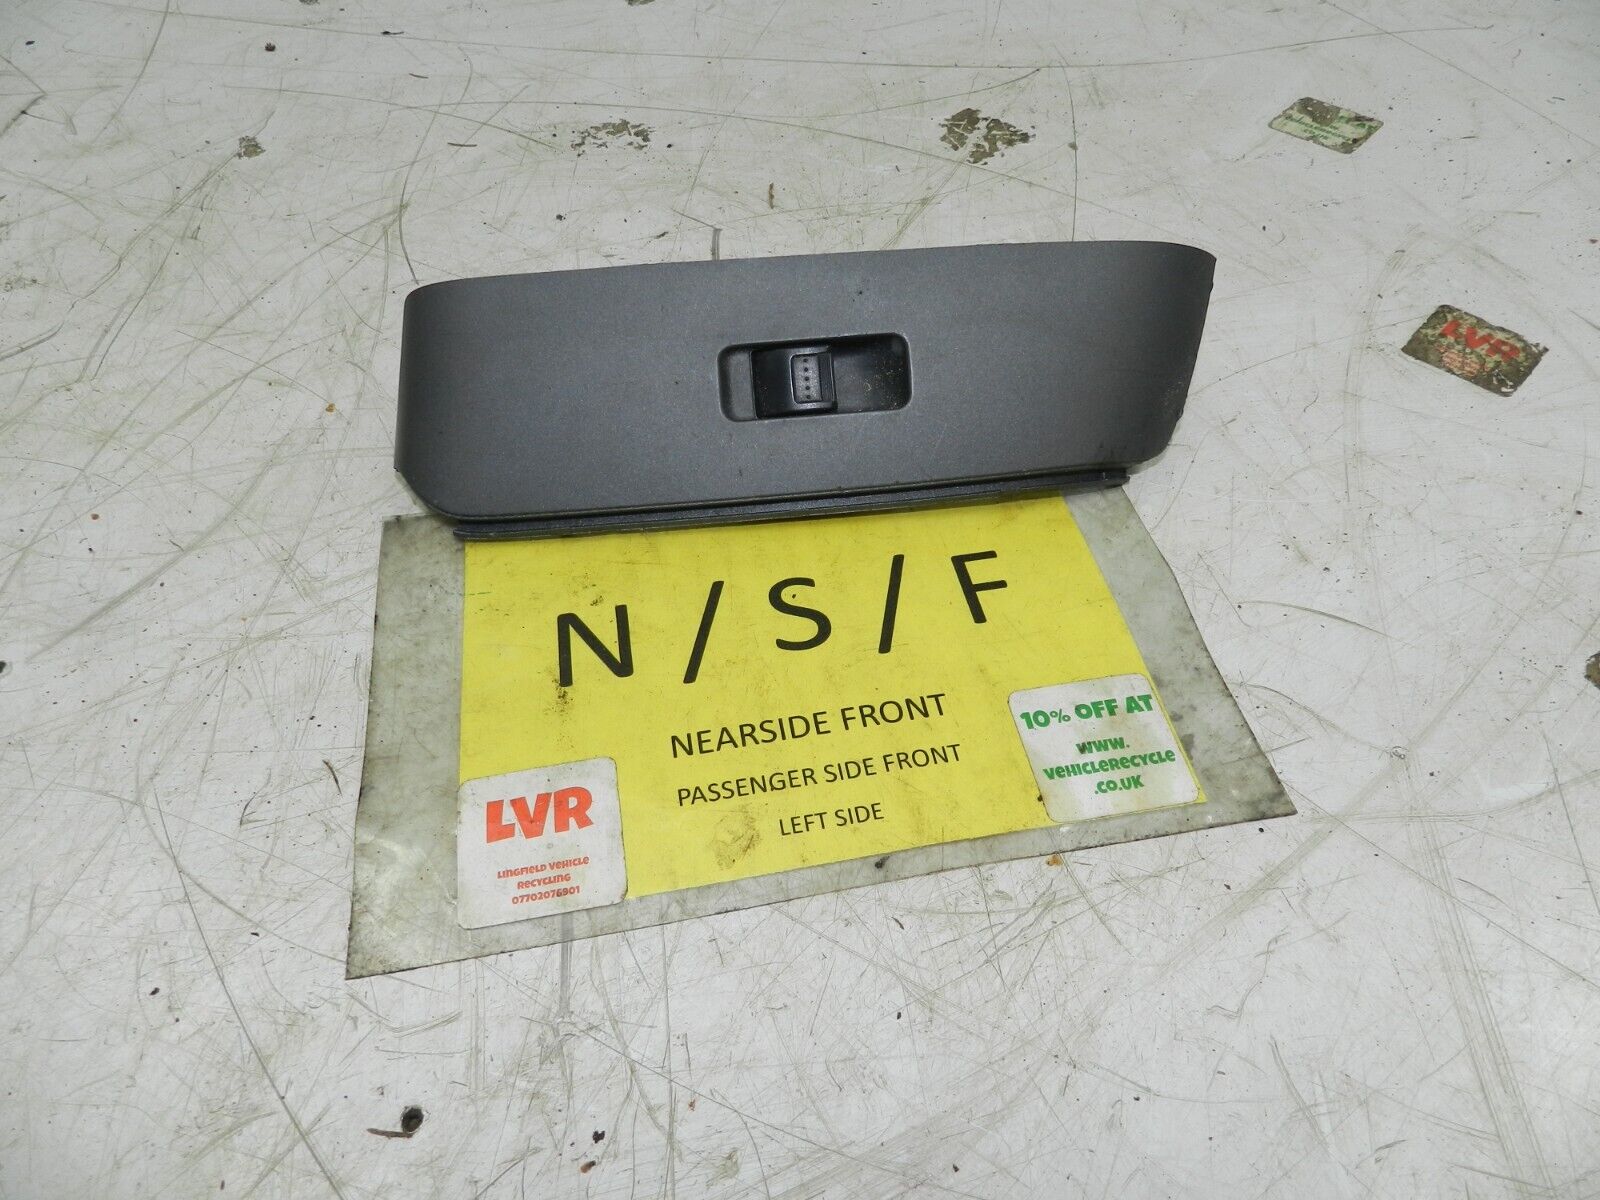 LVR
N / S / F
NEARSIDE FRONT
PASSENGER SIDE FRONT
LEFT SIDE
10% OFF AT
www.
vehiclerecycle
.co.uk
LVR
Lingfield Vehicle
Recycling
07702076901